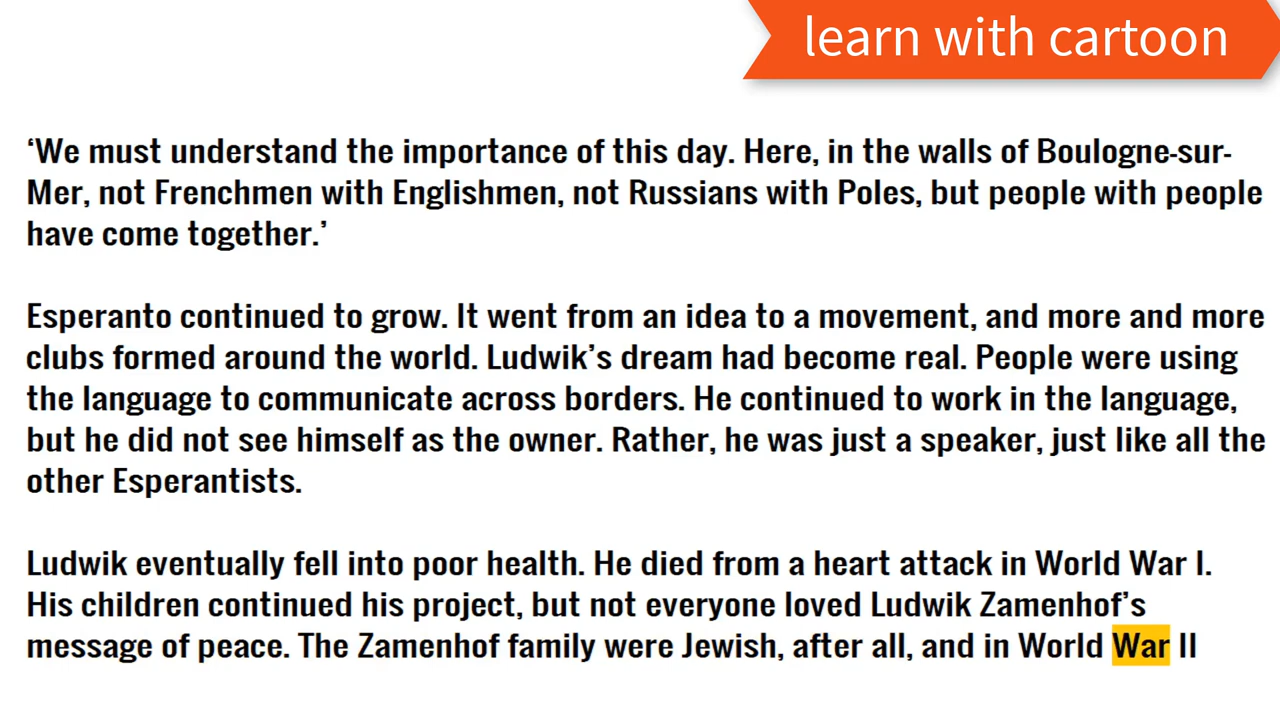 learn with cartoon
‘We must understand the importance of this day. Here, in the walls of Boulogne-sur-
Mer, not Frenchmen with Englishmen, not Russians with Poles, but people with people
have come together.’
Esperanto continued to grow. It went from an idea to a movement, and more and more
clubs formed around the world. Ludwik’s dream had become real. People were using
the language to communicate across borders. He continued to work in the language,
but he did not see himself as the owner. Rather, he was just a speaker, just like all the
other Esperantists.
Ludwik eventually fell into poor health. He died from a heart attack in World War I.
His children continued his project, but not everyone loved Ludwik Zamenhof’s
message of peace. The Zamenhof family were Jewish, after all, and in World War II